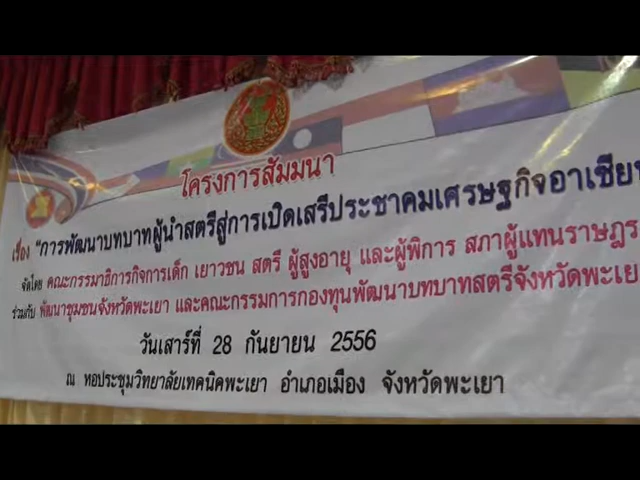 โครงการสัมมนา
เรื่อง "การพัฒนาบทบาทผู้นำสตรีสู่การเปิดเสรีประชาคมเศรษฐกิจอาเซียน
จัดโดย คณะกรรมาธิการกิจการเด็ก เยาวชน สตรี ผู้สูงอายุ และผู้พิการ สภาผู้แทนราษฎร
ร่วมกับ พัฒนาชุมชนจังหวัดพะเยา และคณะกรรมการกองทุนพัฒนาบทบาทสตรีจังหวัดพะเยา
วันเสาร์ที่ 28 กันยายน 2556
ณ หอประชุมวิทยาลัยเทคนิคพะเยา อำเภอเมือง จังหวัดพะเยา